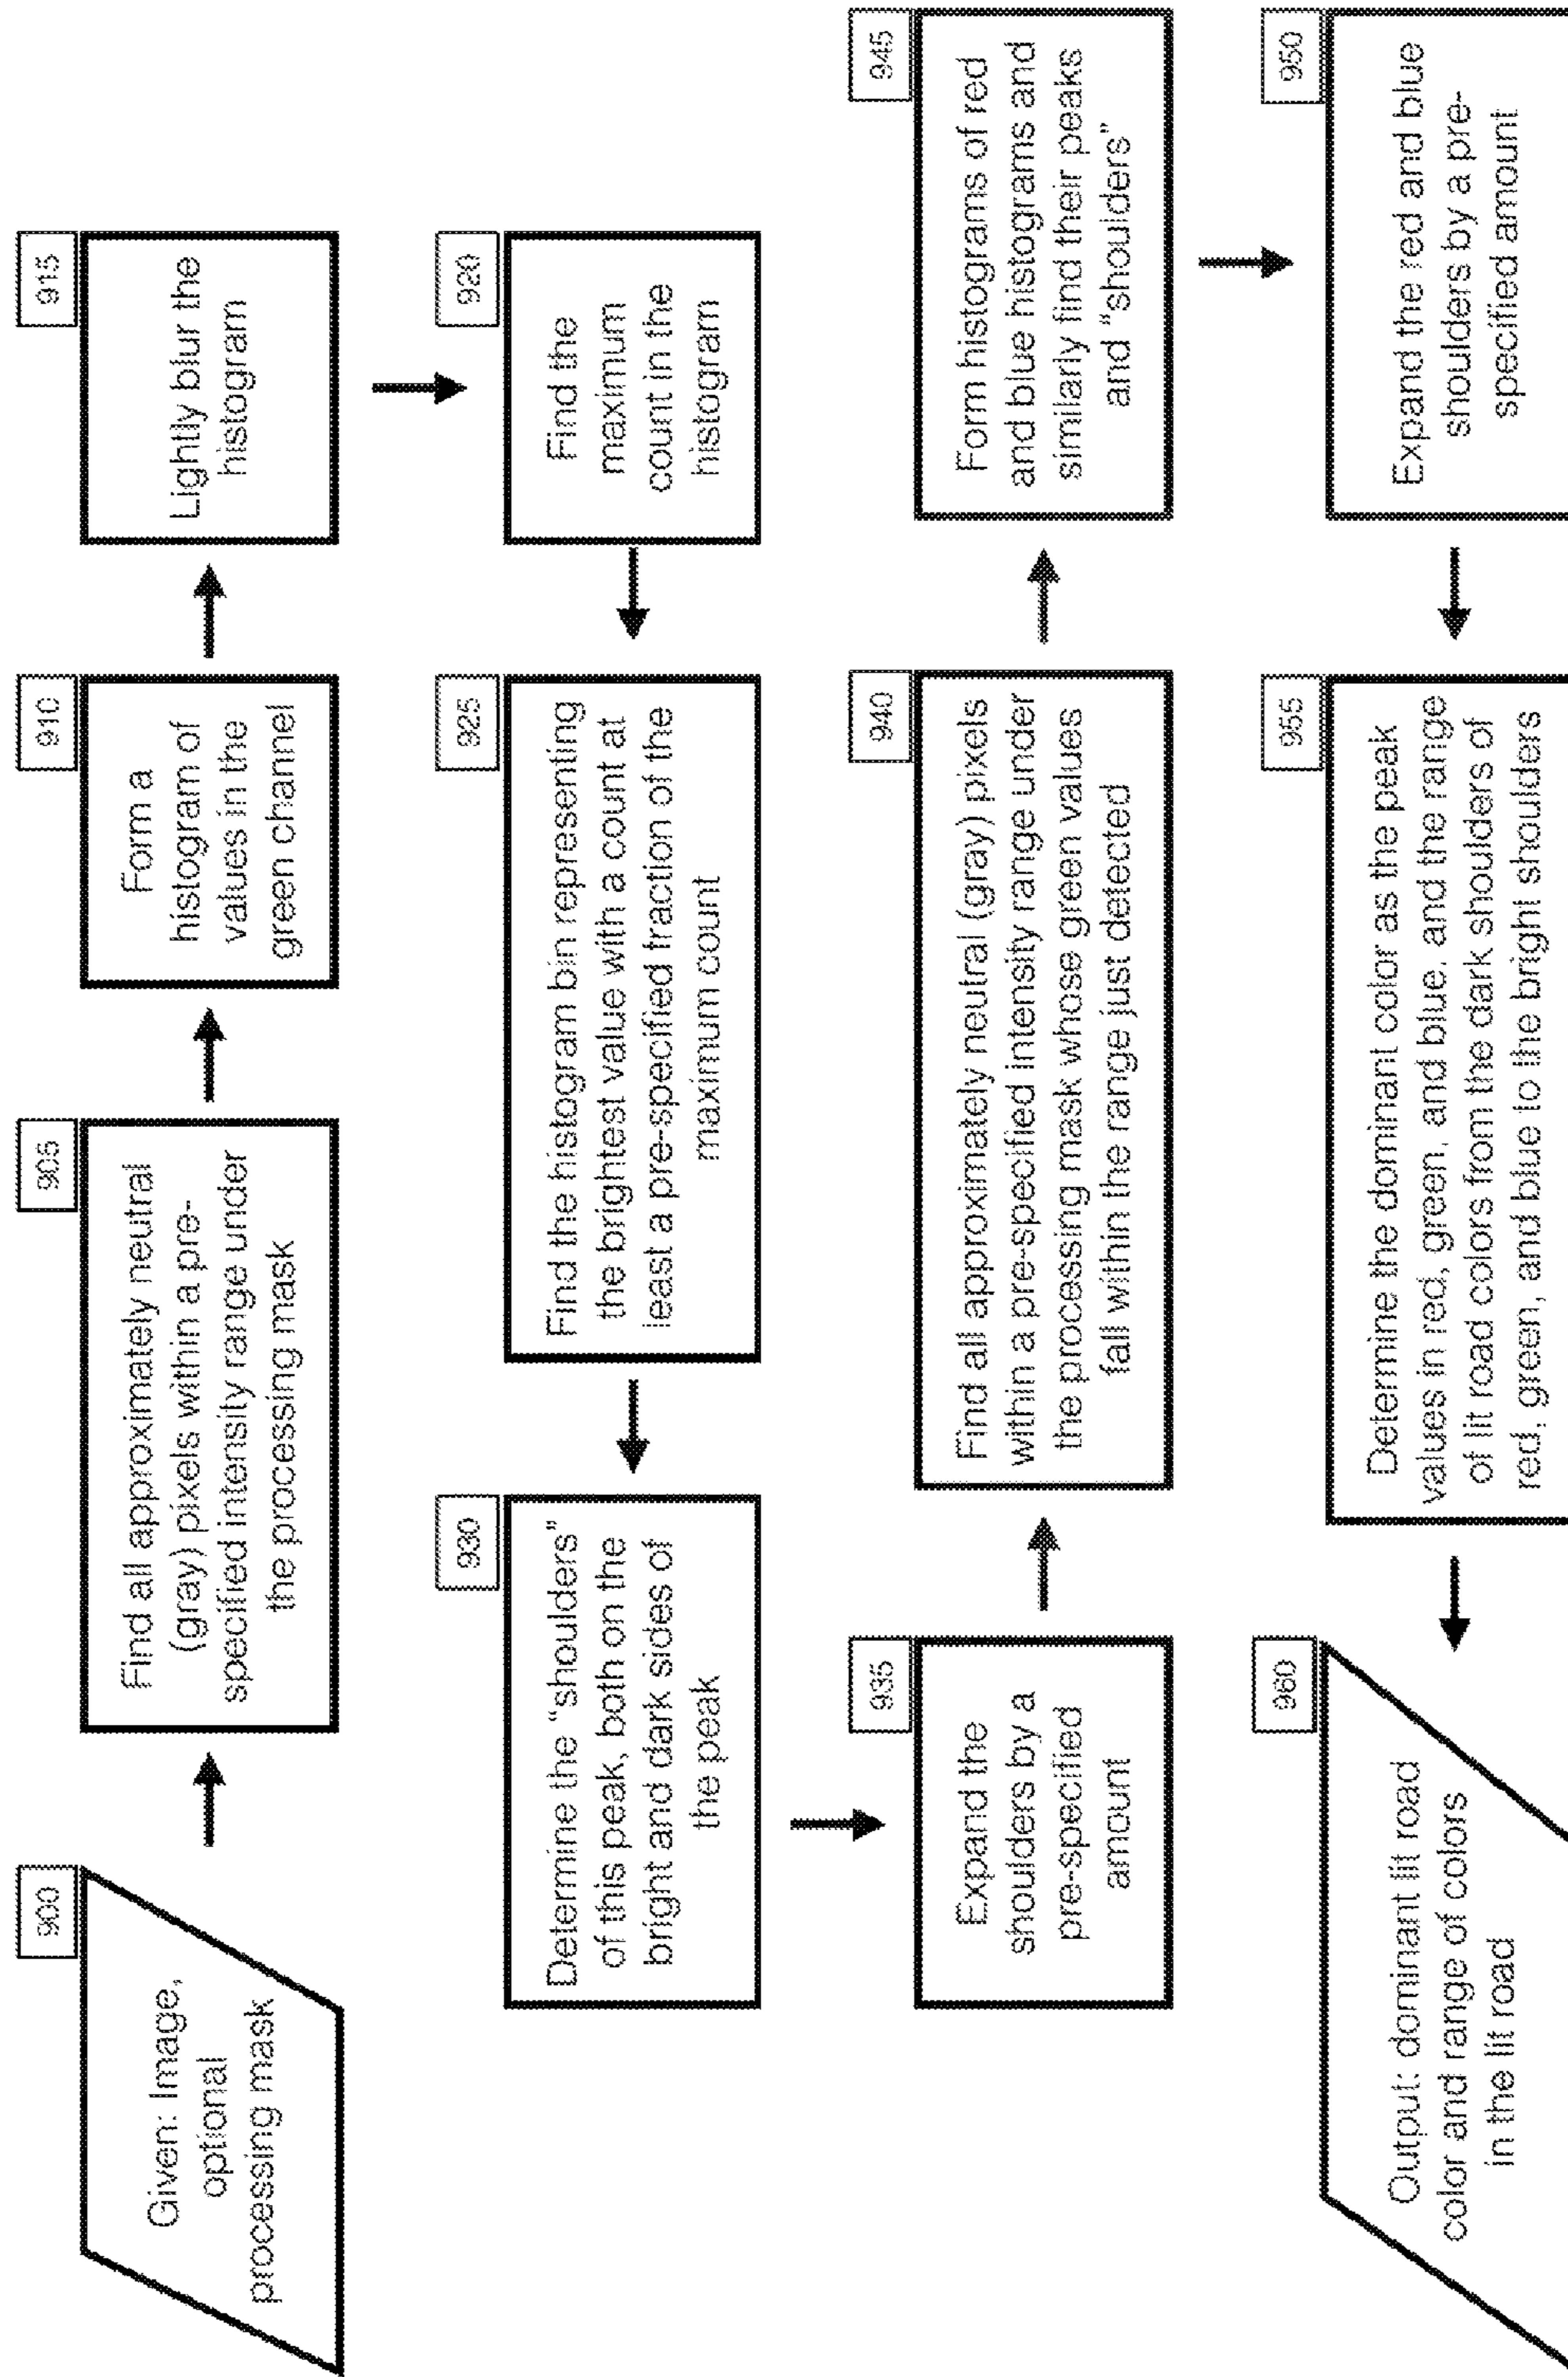 900
Given: Image,
optional
processing mask
905
Find all approximately neutral
(gray) pixels within a pre-
specified intensity range under
the processing mask
910
Form a
histogram of
values in the
green channel
915
Lightly blur the
histogram
920
Find the
maximum
count in the
histogram
925
Find the histogram bin representing
the brightest value with a count at
least a pre-specified fraction of the
maximum count
930
Determine the "shoulders"
of this peak, both on the
bright and dark sides of
the peak
935
Expand the
shoulders by a
pre-specified
amount
940
Find all approximately neutral (gray) pixels
within a pre-specified intensity range under
the processing mask whose green values
fall within the range just detected
945
Form histograms of red
and blue histograms and
similarly find their peaks
and "shoulders"
950
Expand the red and blue
shoulders by a pre-
specified amount
955
Determine the dominant color as the peak
values in red, green, and blue, and the range
of lit road colors from the dark shoulders of
red, green, and blue to the bright shoulders
960
Output: dominant lit road
color and range of colors
in the lit road